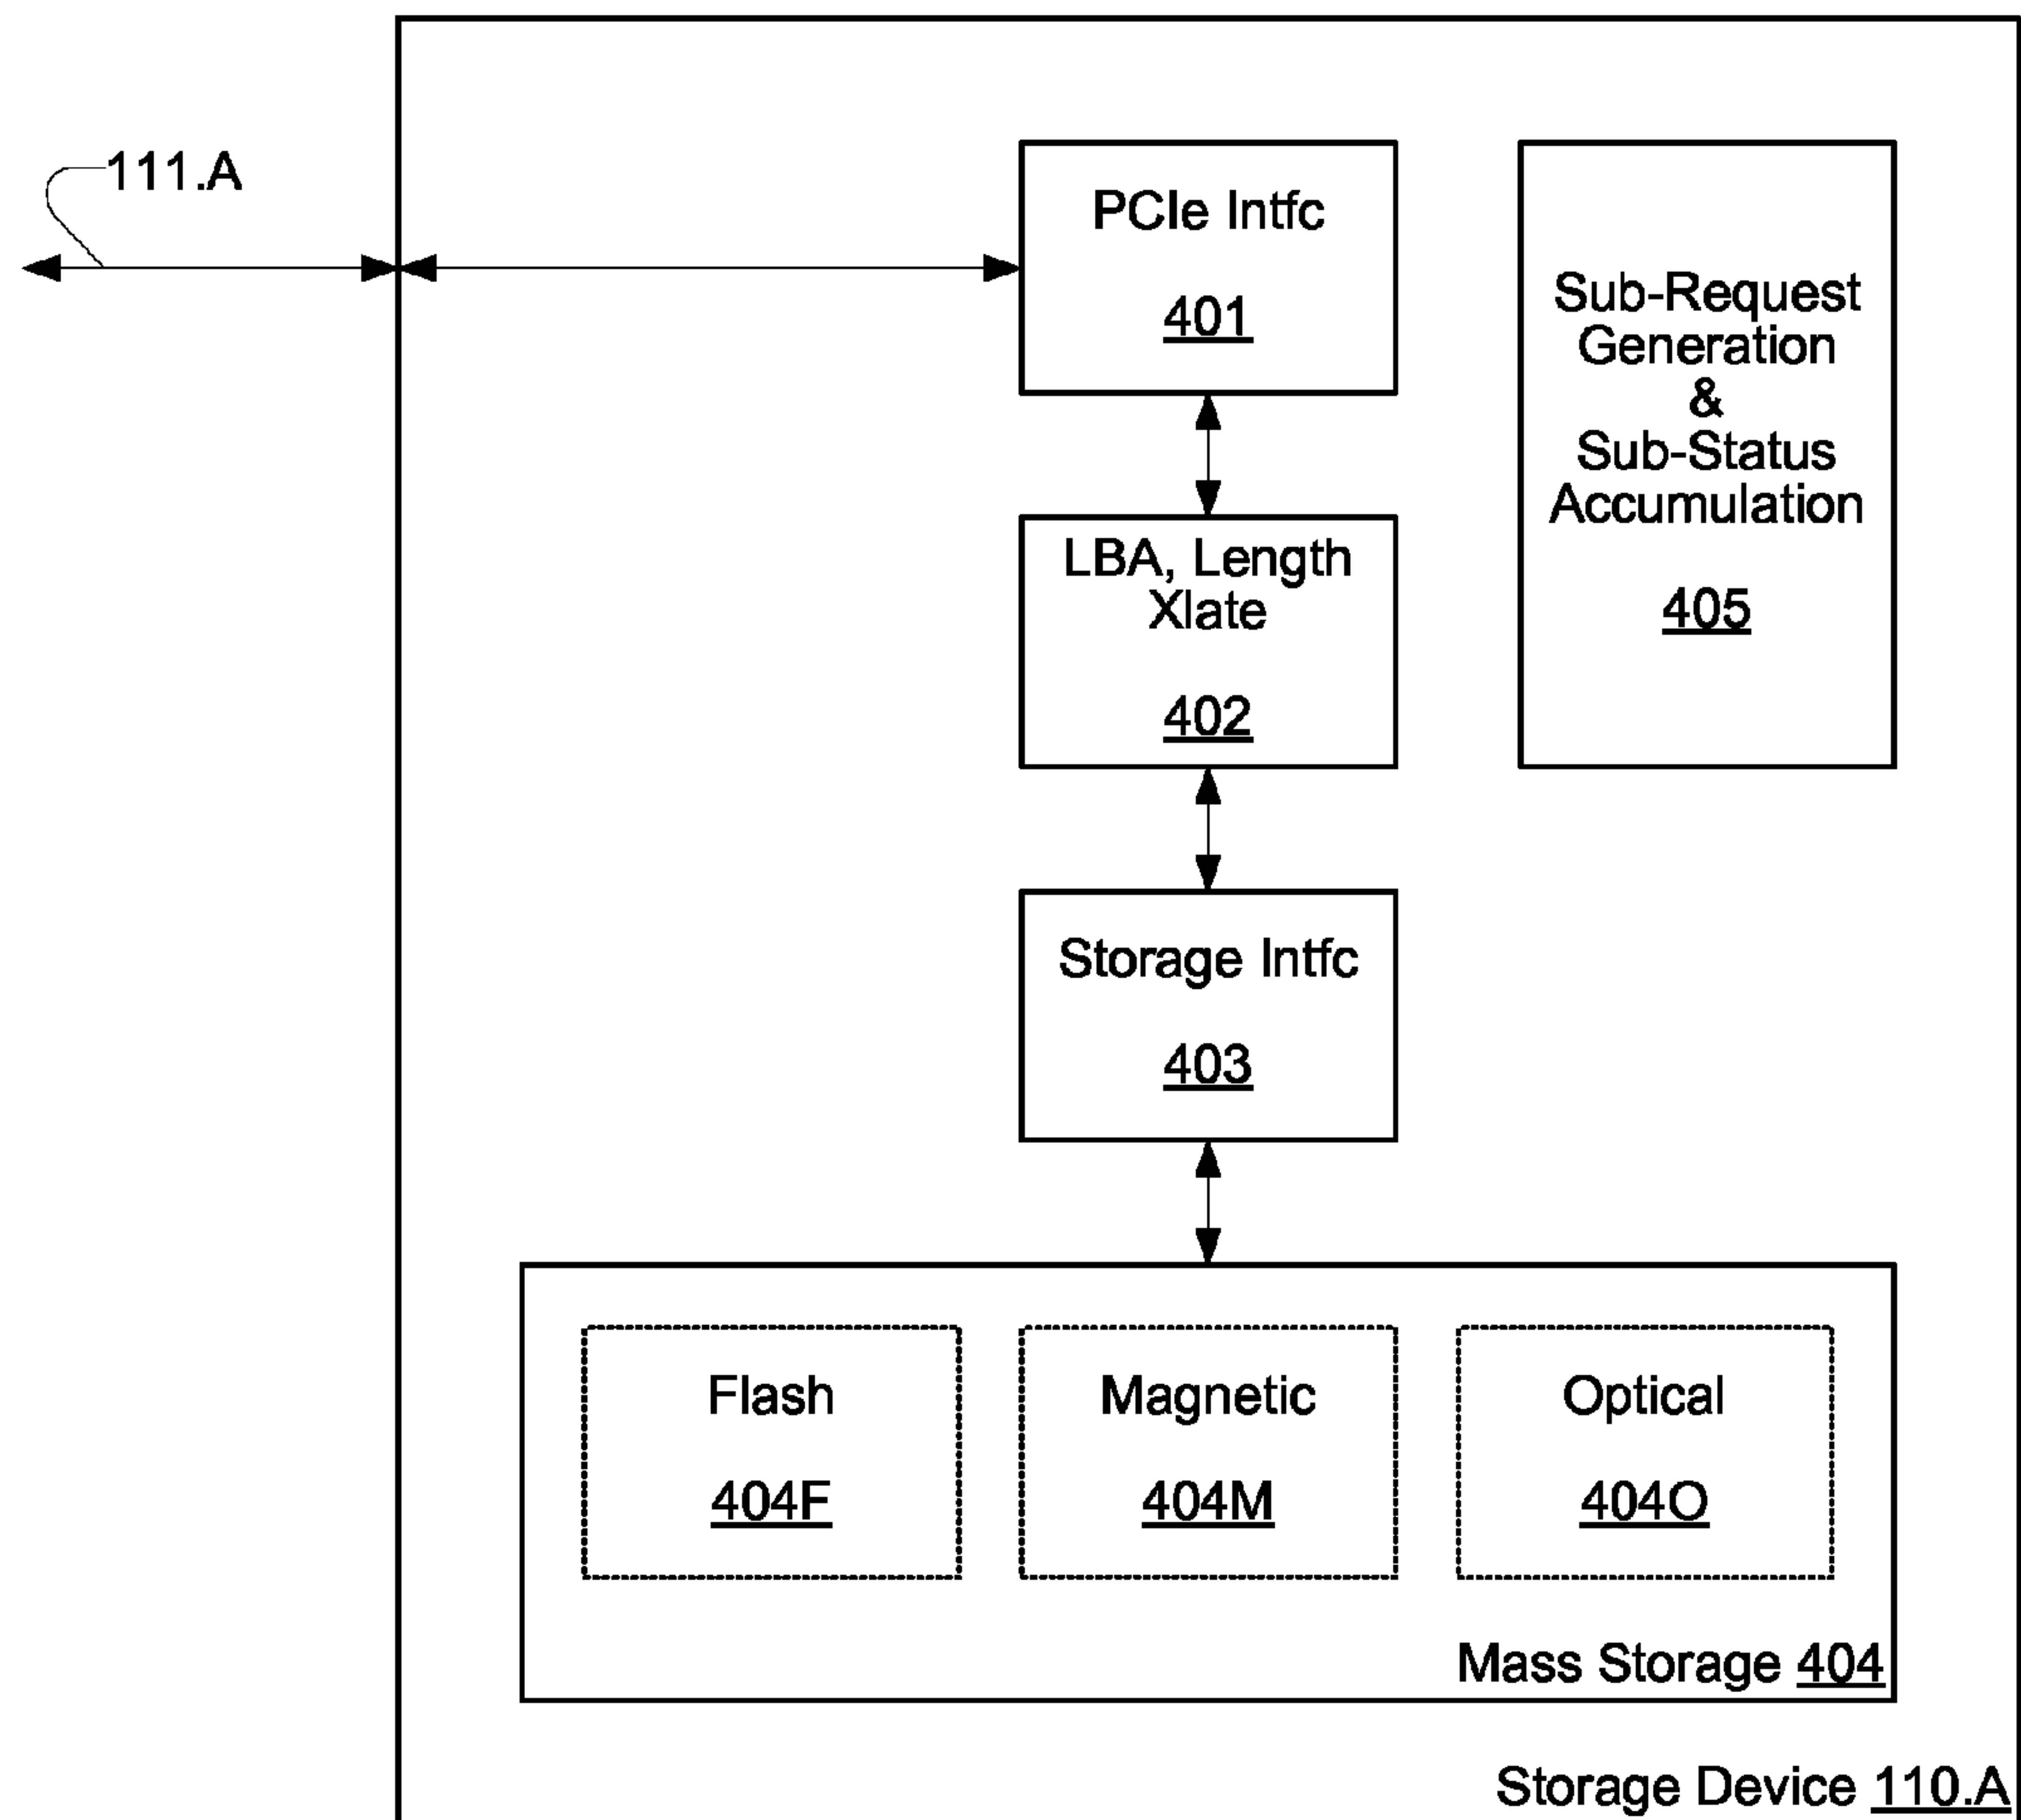 111.A
PCIe Intfc
401
Sub-Request
Generation
&
Sub-Status
Accumulation
405
LBA, Length
Xlate
402
Storage Intfc
403
Flash
404F
Magnetic
404M
Optical
404O
Mass Storage 404
Storage Device 110.A